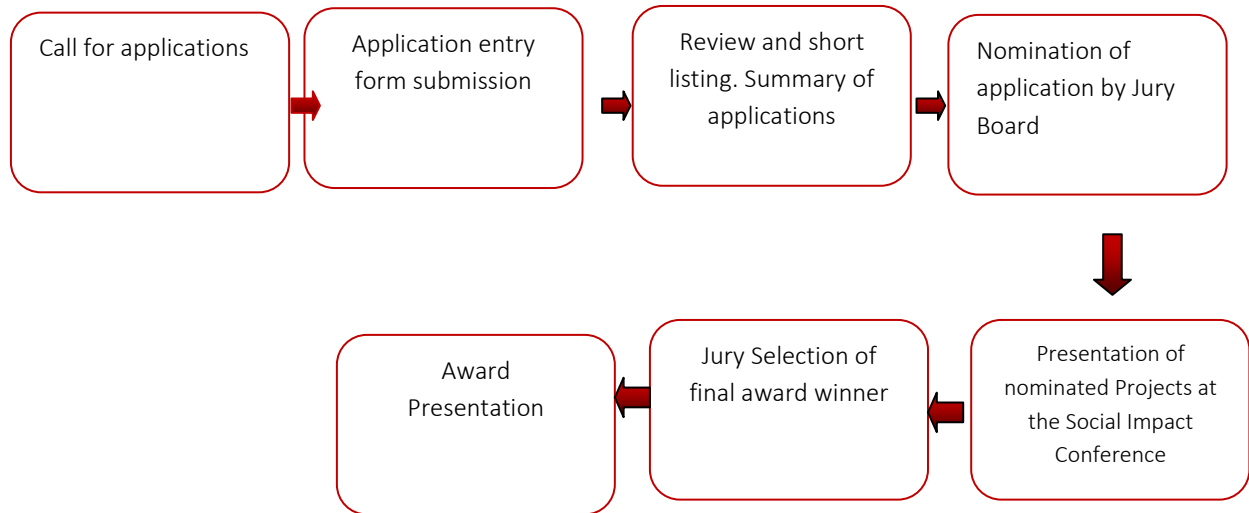 Call for applications
Application entry
form submission
Review and short
listing. Summary of
applications
Nomination of
application by Jury
Board
Presentation of
nominated Projects at
the Social Impact
Conference
Jury Selection of
final award winner
Award
Presentation